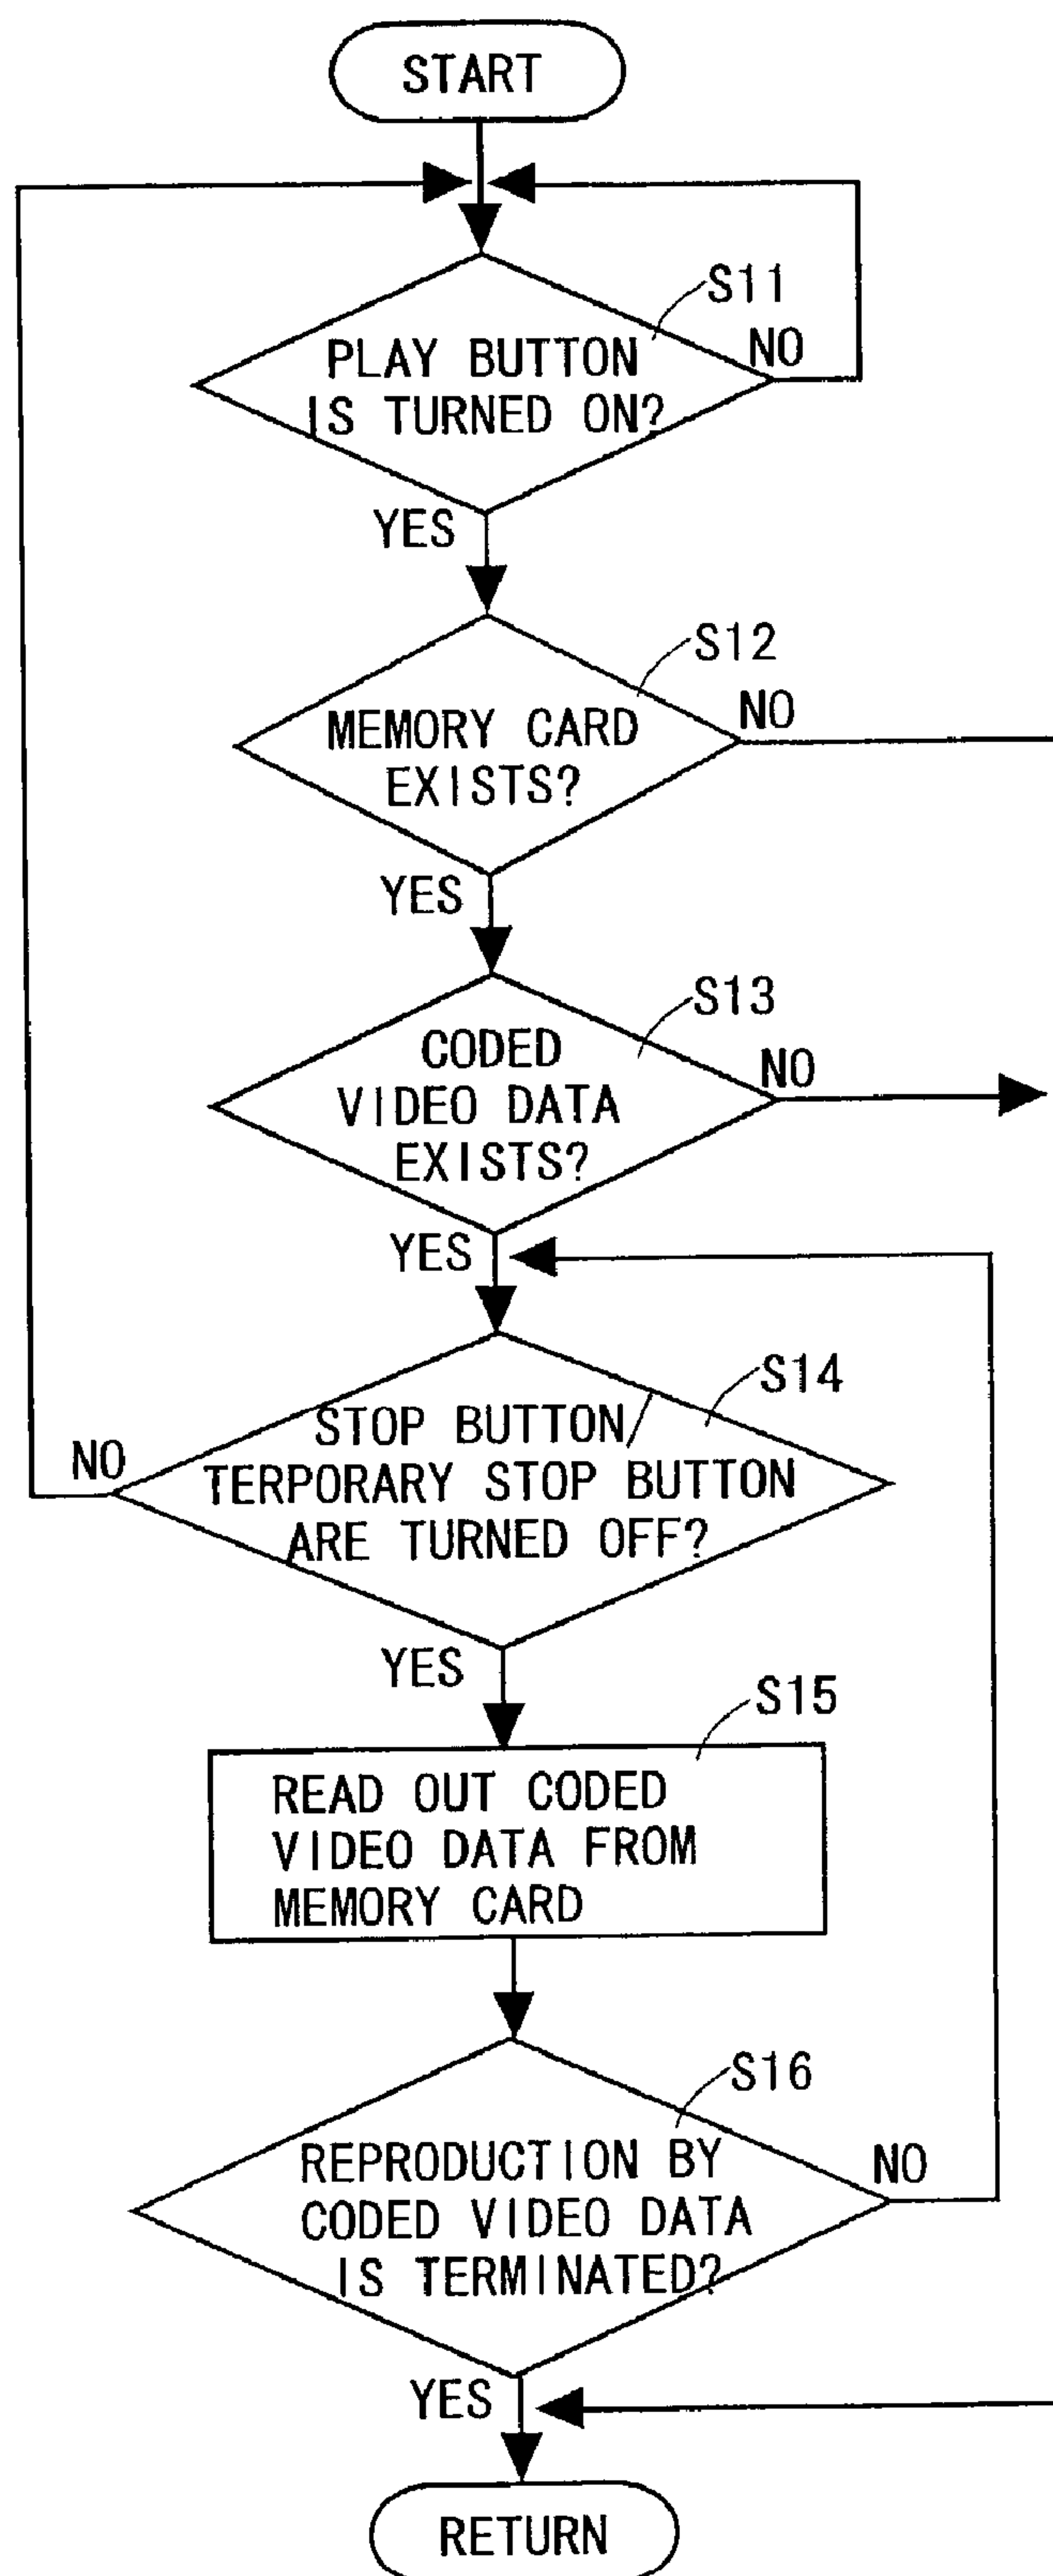 START
S11
PLAY BUTTON
IS TURNED ON?
NO
YES
S12
MEMORY CARD
EXISTS?
NO
YES
S13
CODED
VIDEO DATA
EXISTS?
NO
YES
S14
STOP BUTTON/
TERPORARY STOP BUTTON
ARE TURNED OFF?
NO
YES
S15
READ OUT CODED
VIDEO DATA FROM
MEMORY CARD
S16
REPRODUCTION BY
CODED VIDEO DATA
IS TERMINATED?
NO
YES
RETURN